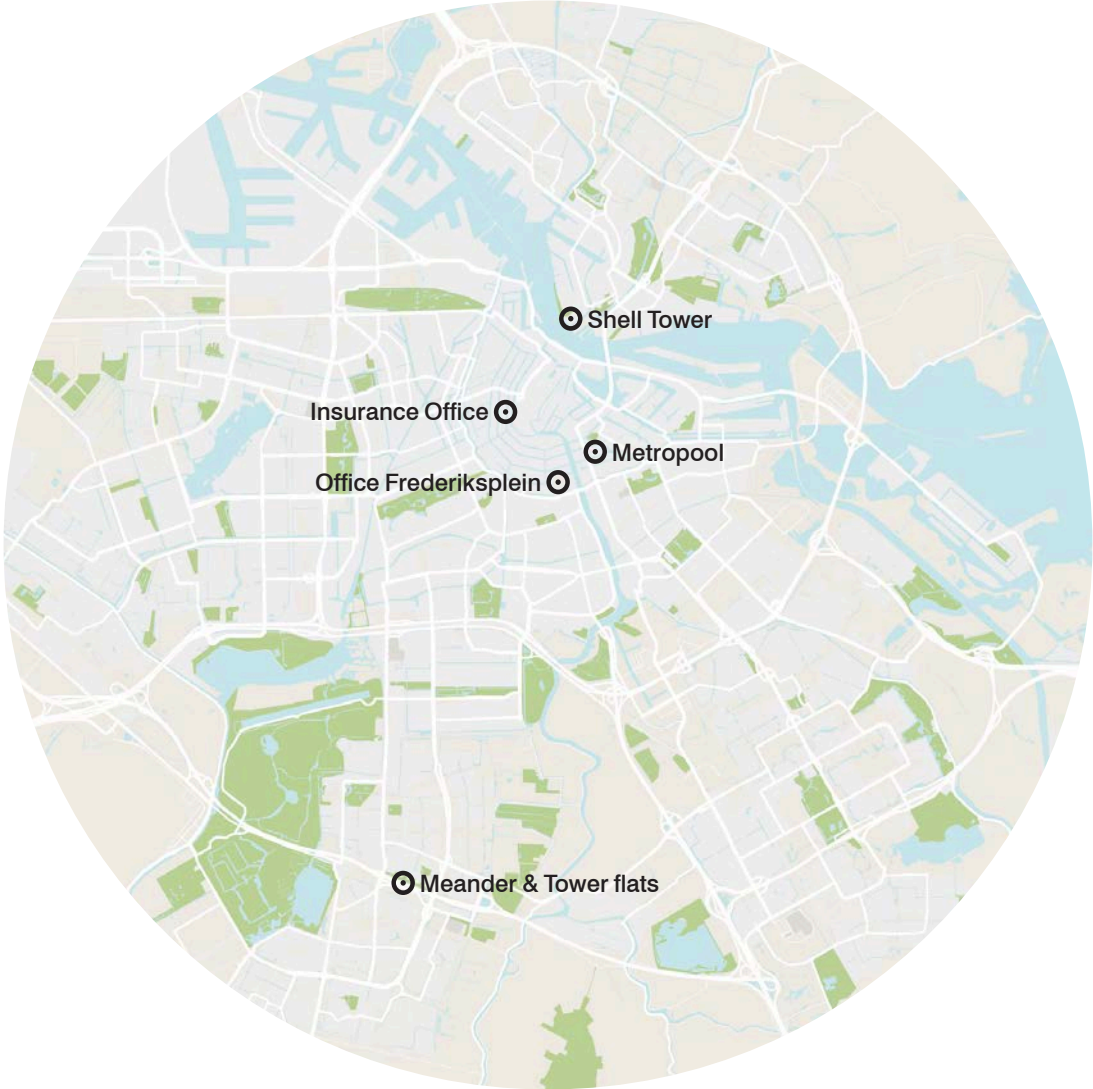 Shell Tower
Insurance Office
Metropool
Office Frederiksplein
Meander & Tower flats